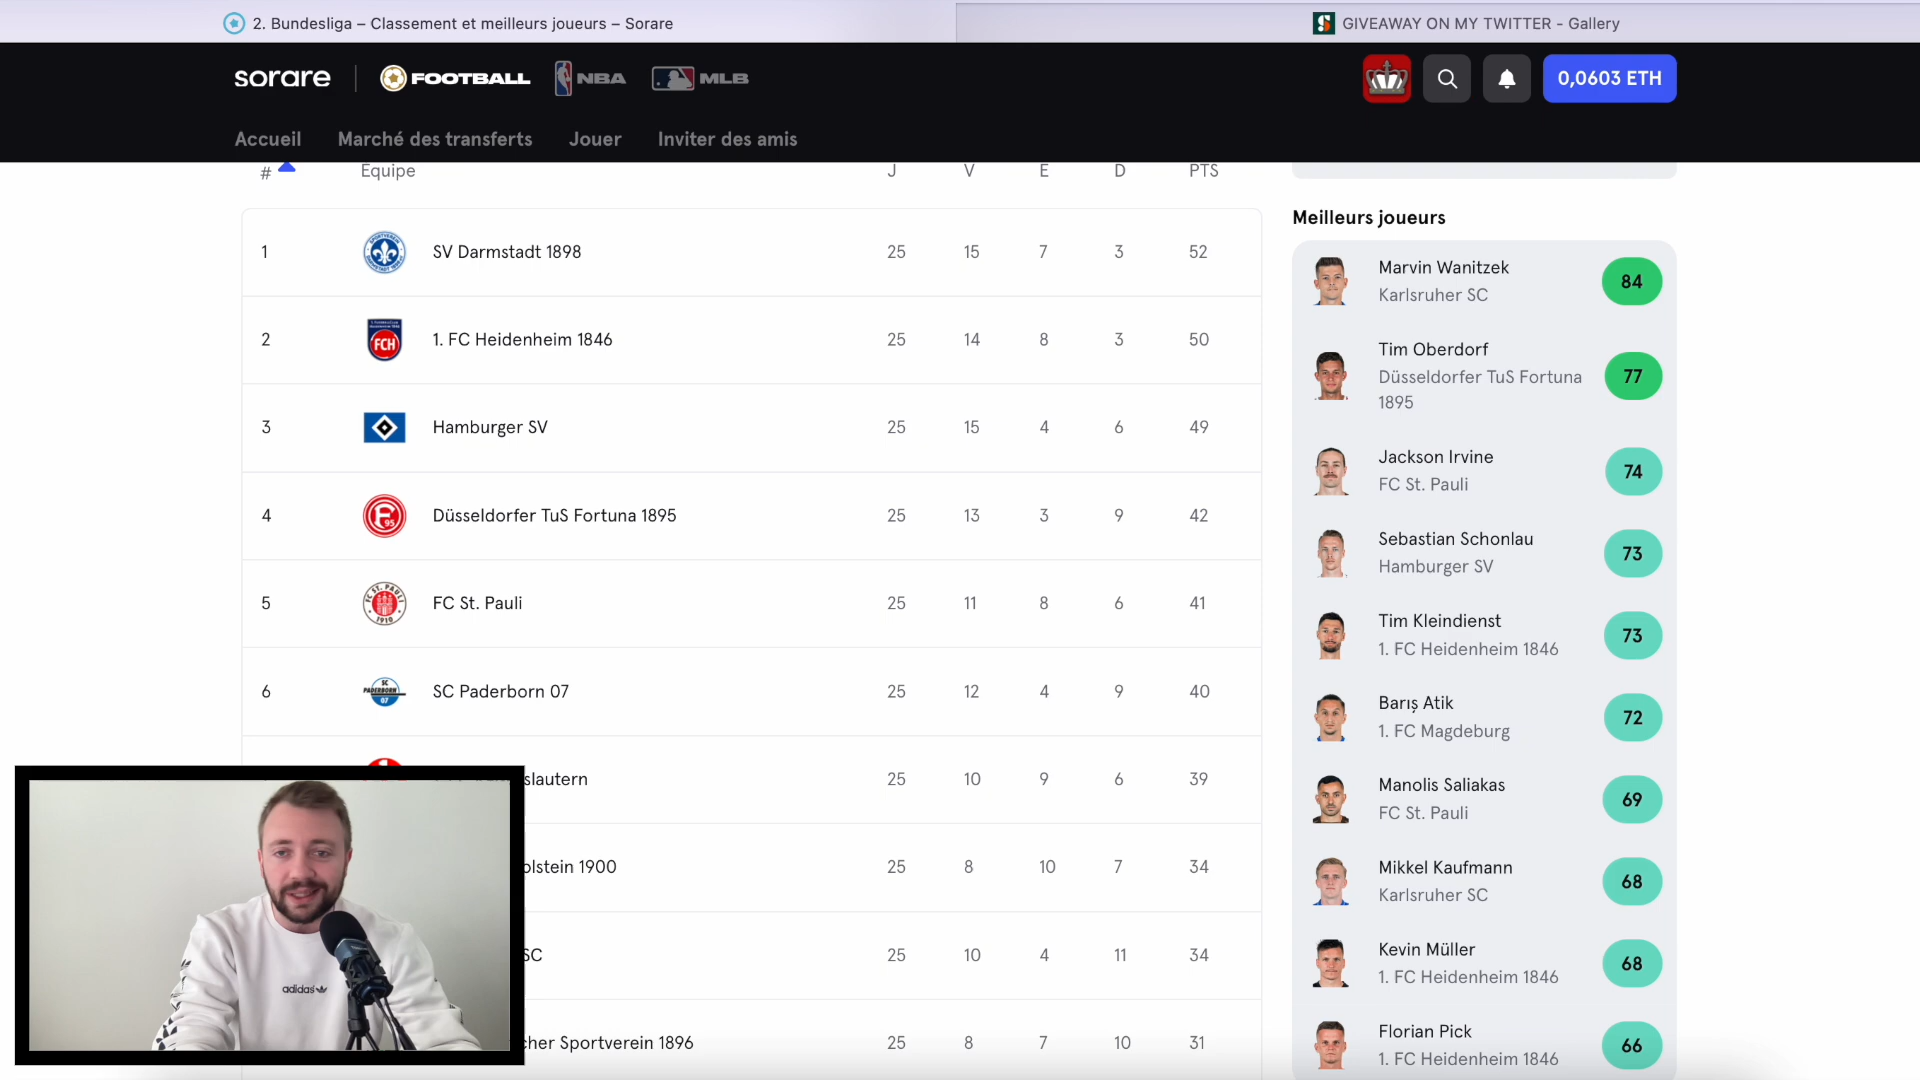 2. Bundesliga – Classement et meilleurs joueurs – Sorare
GIVEAWAY ON MY TWITTER - Gallery
sorare
FOOTBALL
NBA
MLB
0,0603 ETH
Accueil
Marché des transferts
Jouer
Inviter des amis
# Équipe J V E D PTS
1 SV Darmstadt 1898 25 15 7 3 52
2 1. FC Heidenheim 1846 25 14 8 3 50
3 Hamburger SV 25 15 4 6 49
4 Düsseldorfer TuS Fortuna 1895 25 13 3 9 42
5 FC St. Pauli 25 11 8 6 41
6 SC Paderborn 07 25 12 4 9 40
slautern 25 10 9 6 39
olstein 1900 25 8 10 7 34
SC 25 10 4 11 34
cher Sportverein 1896 25 8 7 10 31
Meilleurs joueurs
Marvin Wanitzek
Karlsruher SC
84
Tim Oberdorf
Düsseldorfer TuS Fortuna
1895
77
Jackson Irvine
FC St. Pauli
74
Sebastian Schonlau
Hamburger SV
73
Tim Kleindienst
1. FC Heidenheim 1846
73
Barış Atik
1. FC Magdeburg
72
Manolis Saliakas
FC St. Pauli
69
Mikkel Kaufmann
Karlsruher SC
68
Kevin Müller
1. FC Heidenheim 1846
68
Florian Pick
1. FC Heidenheim 1846
66
adidas